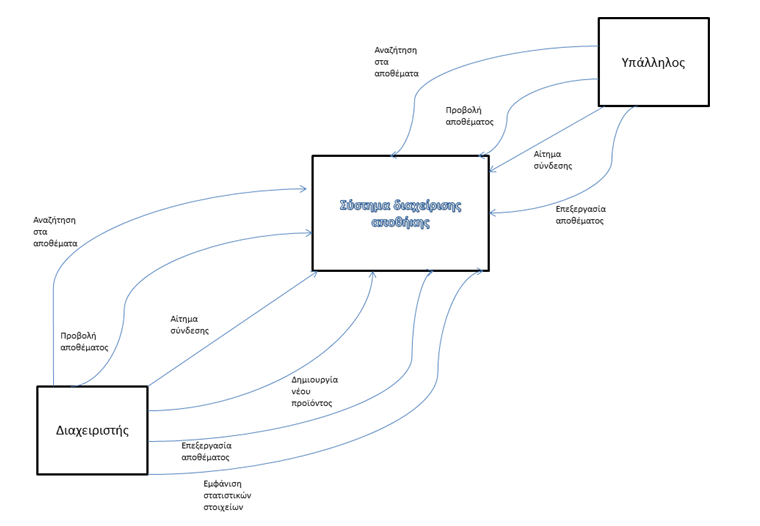 Αναζήτηση
στα
αποθέματα
Υπάλληλος
Προβολή
αποθέματος
Αίτημα
σύνδεσης
Επεξεργασία
αποθέματος
Σύστημα διαχείρισης
αποθήκης
Αναζήτηση
στα
αποθέματα
Προβολή
αποθέματος
Αίτημα
σύνδεσης
Δημιουργία
νέου
προϊόντος
Διαχειριστής
Επεξεργασία
αποθέματος
Εμφάνιση
στατιστικών
στοιχείων